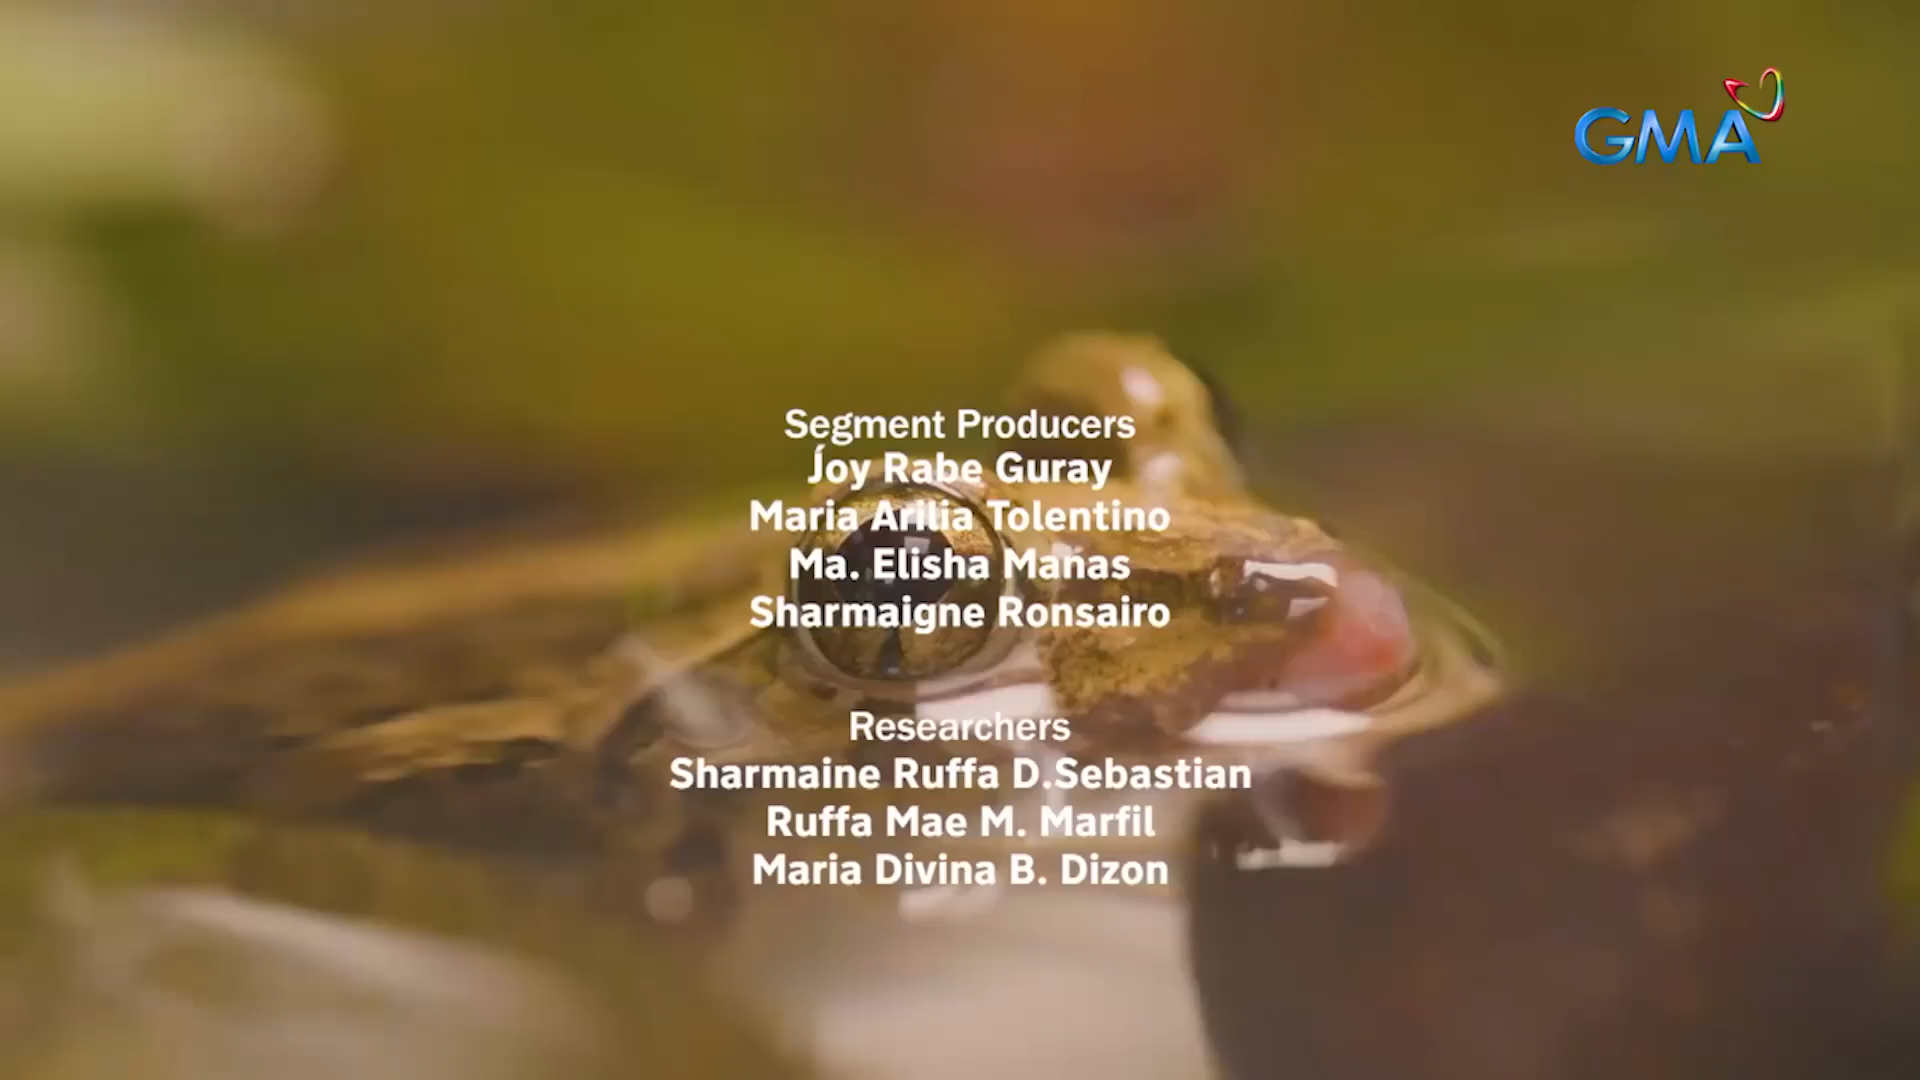 GMA
Segment Producers
Joy Rabe Guray
Maria Arilia Tolentino
Ma. Elisha Manas
Sharmaigne Ronsairo
Researchers
Sharmaine Ruffa D.Sebastian
Ruffa Mae M. Marfil
Maria Divina B. Dizon